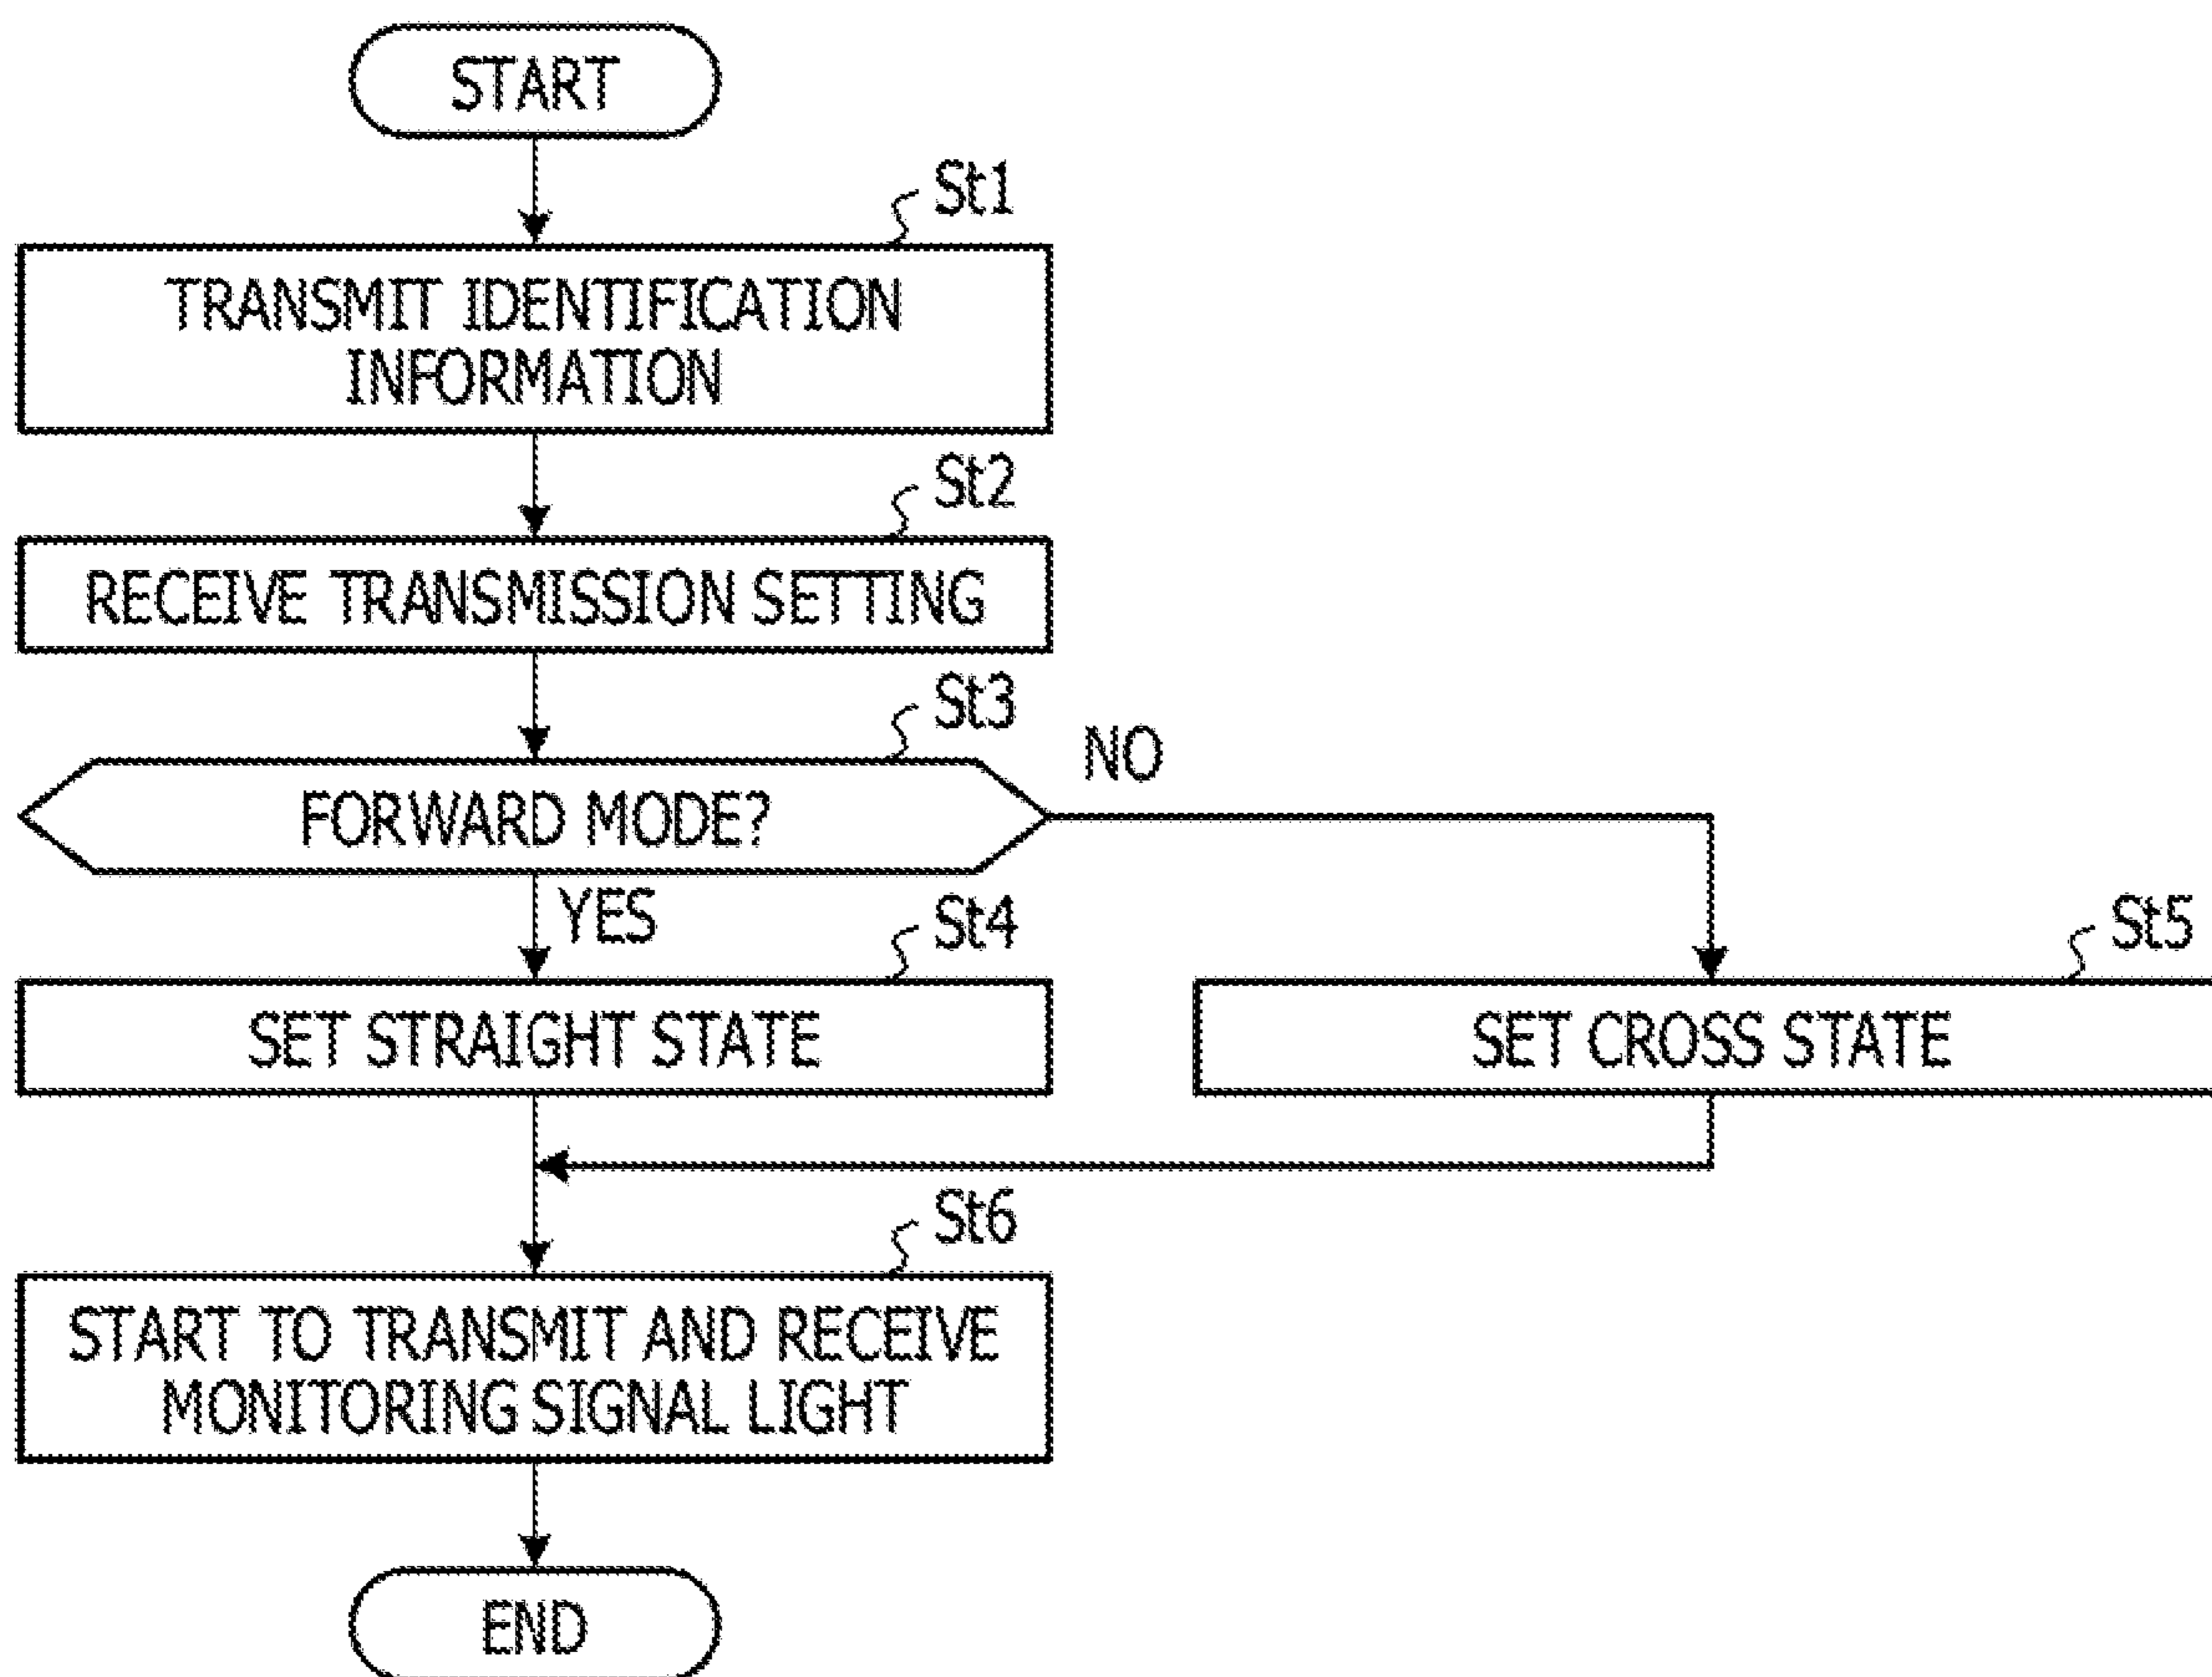 START
St1
TRANSMIT IDENTIFICATION
INFORMATION
St2
RECEIVE TRANSMISSION SETTING
St3
FORWARD MODE?
NO
YES
St4
SET STRAIGHT STATE
St5
SET CROSS STATE
St6
START TO TRANSMIT AND RECEIVE
MONITORING SIGNAL LIGHT
END